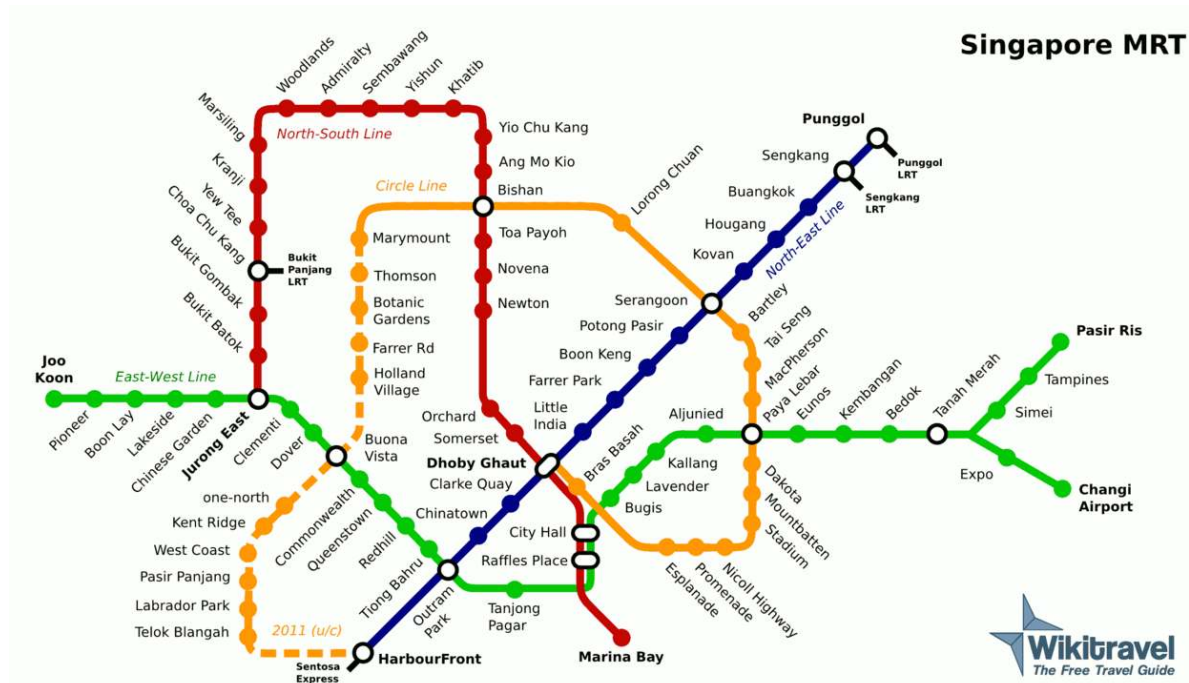 Singapore MRT
Woodlands
Admiralty
Sembawang
Yishun
Khatib
Marsiling
Kranji
Yew Tee
Choa Chu Kang
Bukit Gombak
Bukit Batok
North-South Line
Bukit
Panjang
LRT
Yio Chu Kang
Ang Mo Kio
Bishan
Toa Payoh
Novena
Newton
Orchard
Somerset
Dhoby Ghaut
City Hall
Raffles Place
Marina Bay
Circle Line
Marymount
Thomson
Botanic
Gardens
Farrer Rd
Holland
Village
Buona
Vista
one-north
Kent Ridge
West Coast
Pasir Panjang
Labrador Park
Telok Blangah
2011 (u/c)
Sentosa
Express
HarbourFront
Lorong Chuan
Serangoon
Bartley
Tai Seng
MacPherson
Paya Lebar
Dakota
Mountbatten
Stadium
Nicoll Highway
Promenade
Esplanade
Bras Basah
Punggol
Punggol
LRT
Sengkang
Sengkang
LRT
Buangkok
Hougang
Kovan
North-East Line
Potong Pasir
Boon Keng
Farrer Park
Little
India
Clarke Quay
Chinatown
Outram
Park
Joo
Koon
East-West Line
Pioneer
Boon Lay
Lakeside
Chinese Garden
Jurong East
Clementi
Dover
Commonwealth
Queenstown
Redhill
Tiong Bahru
Tanjong
Pagar
Bugis
Lavender
Kallang
Aljunied
Eunos
Kembangan
Bedok
Tanah Merah
Simei
Tampines
Pasir Ris
Expo
Changi
Airport
Wikitravel
The Free Travel Guide